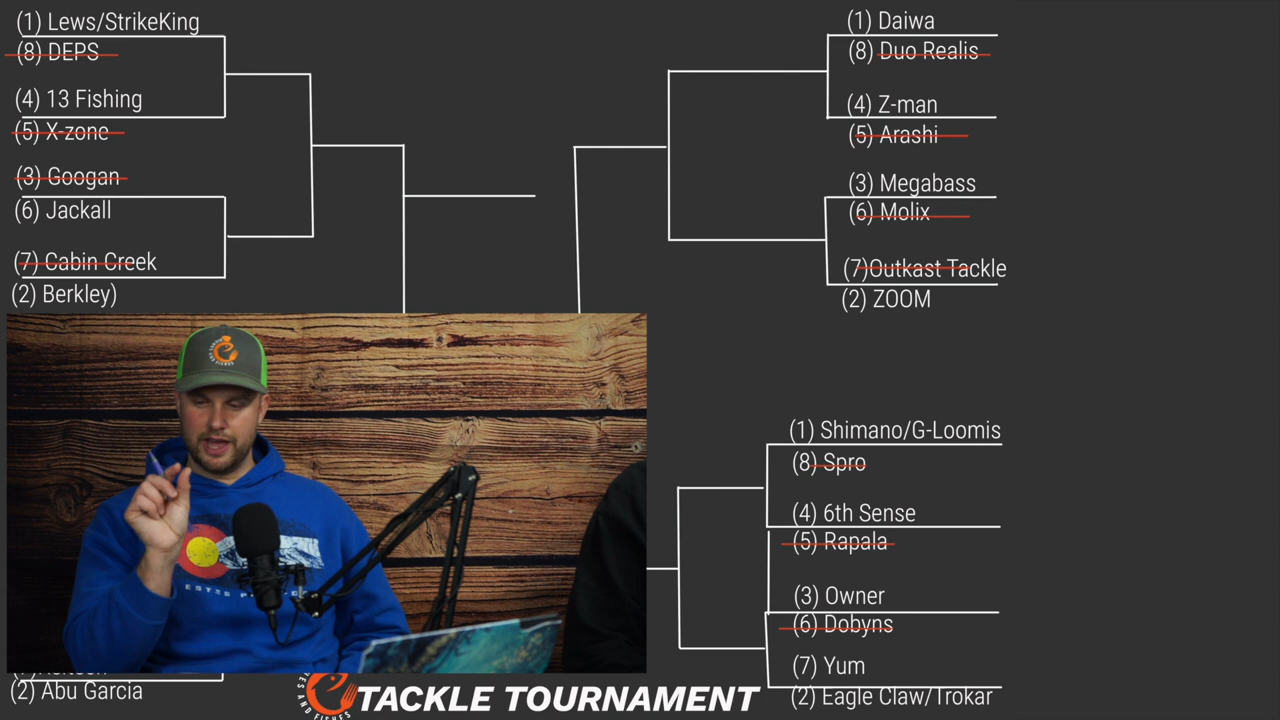 (1) Lews/StrikeKing
(8) DEPS
(4) 13 Fishing
(5) X-zone
(3) Googan
(6) Jackall
(7) Cabin Creek
(2) Berkley)
(1) Daiwa
(8) Duo Realis
(4) Z-man
(5) Arashi
(3) Megabass
(6) Molix
(7)Outkast Tackle
(2) ZOOM
(1) Shimano/G-Loomis
(8) Spro
(4) 6th Sense
(5) Rapala
(3) Owner
(6) Dobyns
(7) Yum
(2) Eagle Claw/Trokar
(2) Abu Garcia
AND FISHES
TACKLE TOURNAMENT